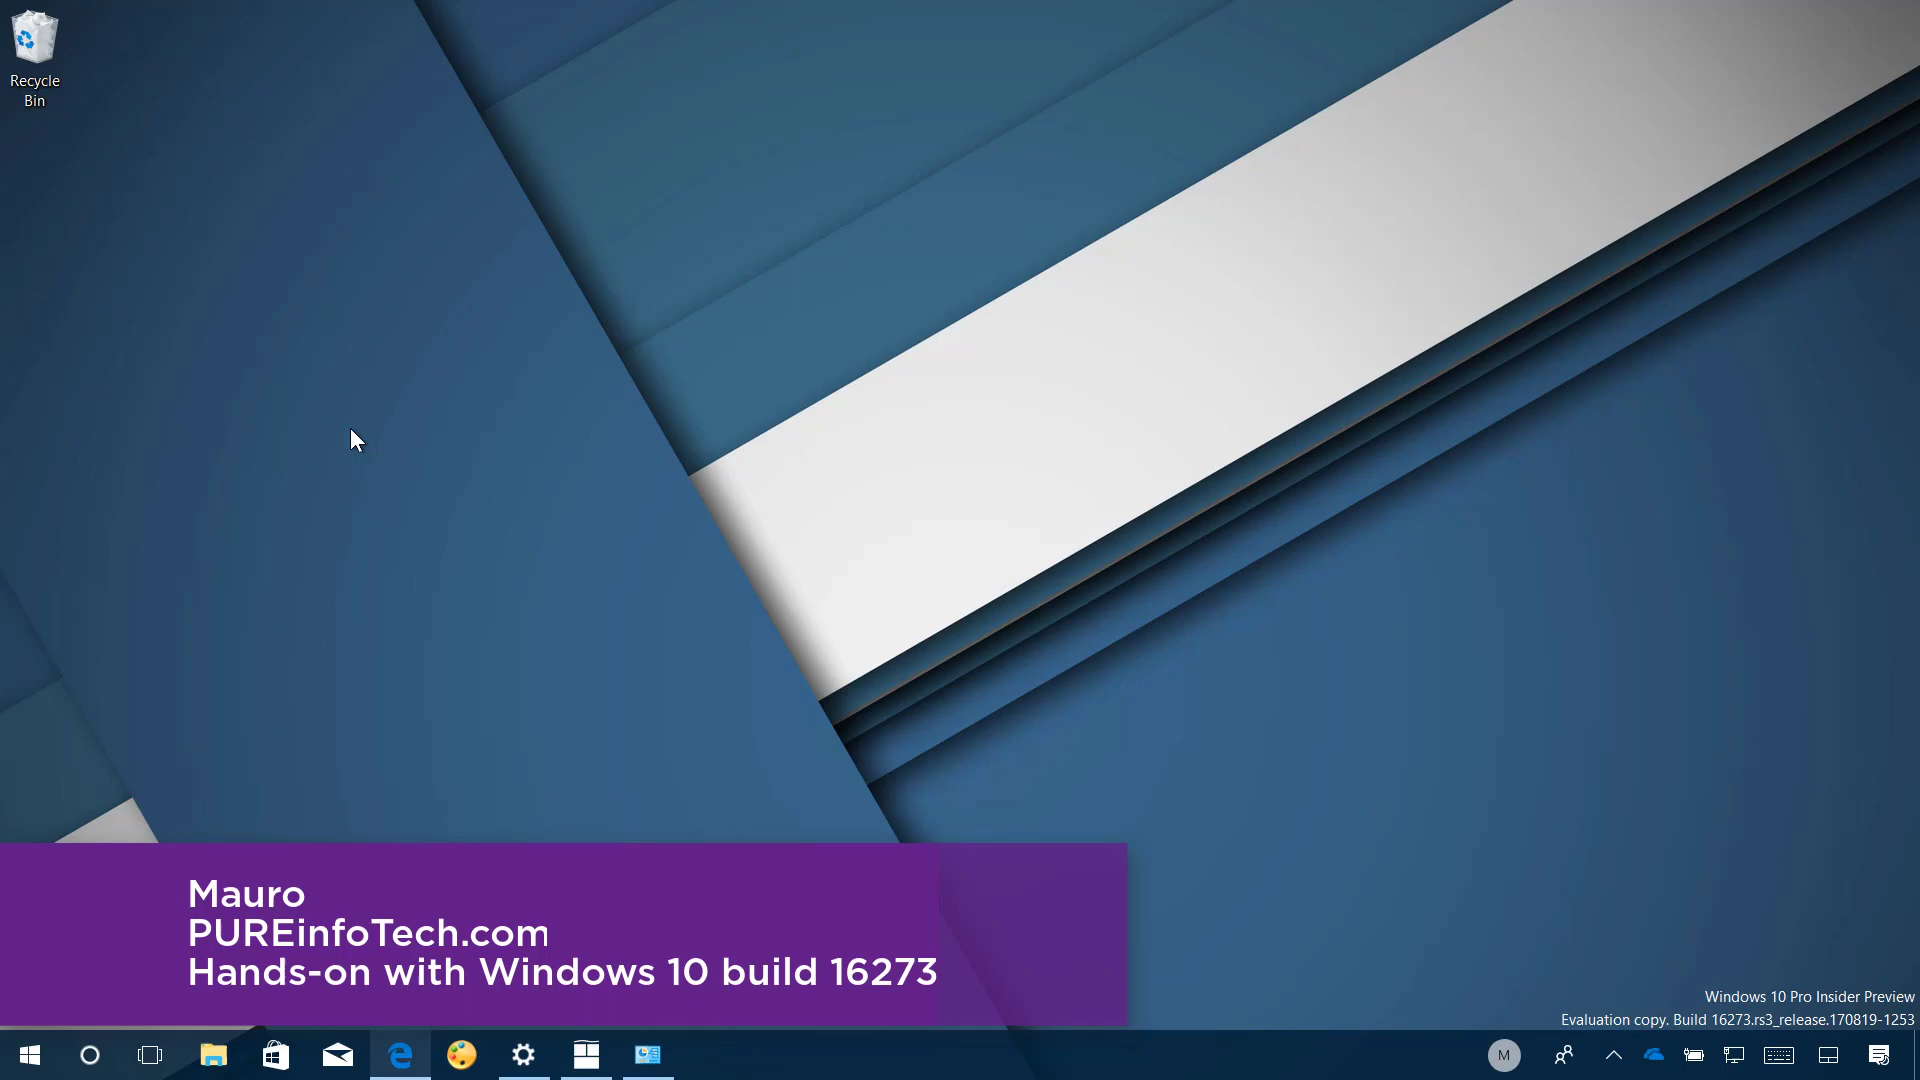 Recycle
Bin
Mauro
PUREinfoTech.com
Hands-on with Windows 10 build 16273
Windows 10 Pro Insider Preview
Evaluation copy. Build 16273.rs3_release.170819-1253
M